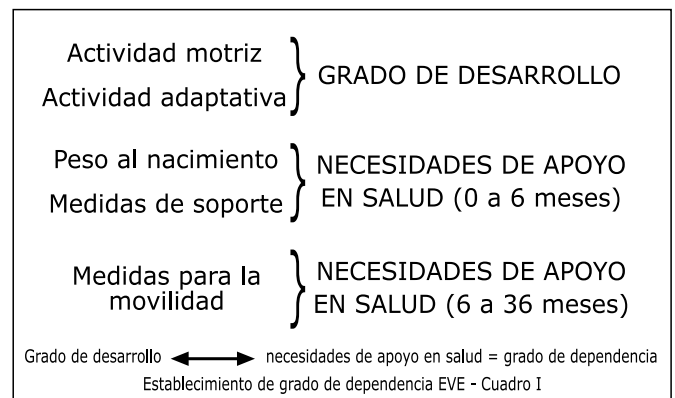 Actividad motriz
Actividad adaptativa
GRADO DE DESARROLLO
Peso al nacimiento
Medidas de soporte
NECESIDADES DE APOYO
EN SALUD (0 a 6 meses)
Medidas para la
movilidad
NECESIDADES DE APOYO
EN SALUD (6 a 36 meses)
Grado de desarrollo necesidades de apoyo en salud = grado de dependencia
Establecimiento de grado de dependencia EVE - Cuadro I